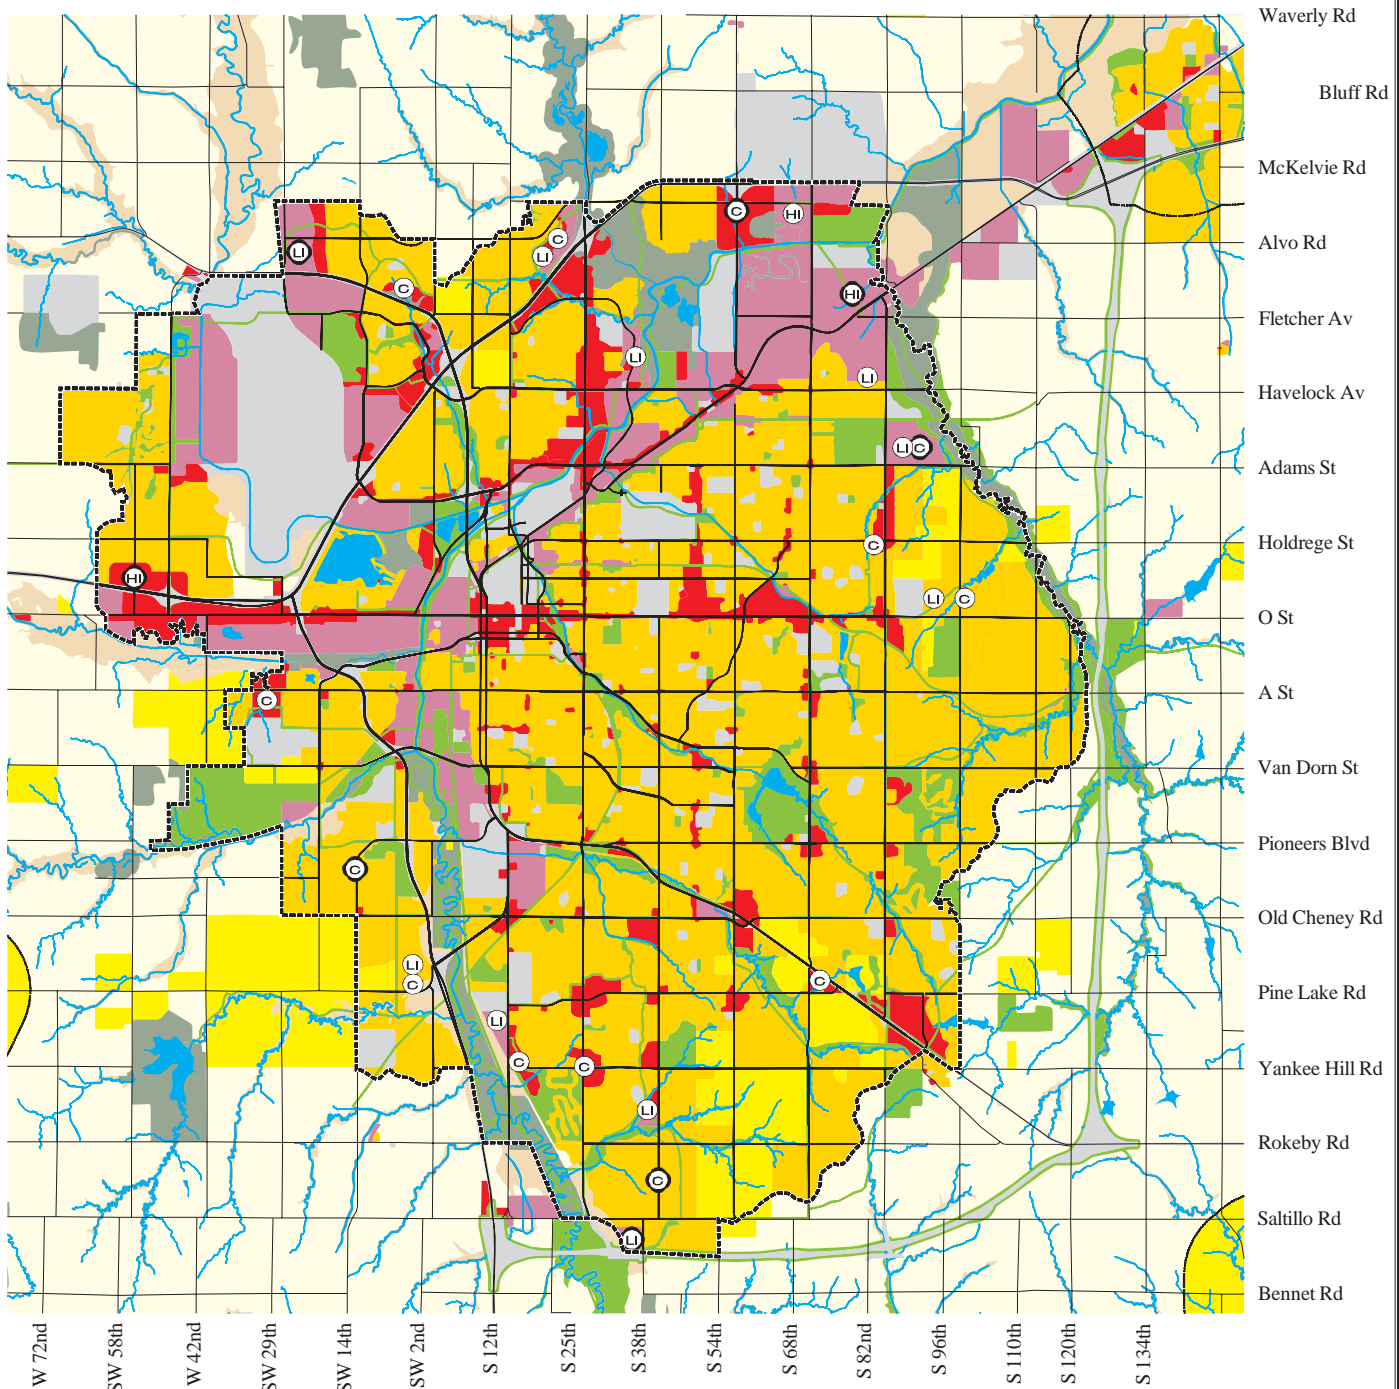 Waverly Rd
Bluff Rd
McKelvie Rd
C
HI
Alvo Rd
C
LI
LI
C
HI
Fletcher Av
LI
LI
Havelock Av
LI
C
Adams St
C
Holdrege St
HI
LI
C
O St
A St
C
Van Dorn St
Pioneers Blvd
C
Old Cheney Rd
LI
C
C
Pine Lake Rd
LI
C
C
Yankee Hill Rd
LI
Rokeby Rd
C
Saltillo Rd
LI
Bennet Rd
W 72nd
SW 58th
W 42nd
SW 29th
SW 14th
SW 2nd
S 12th
S 25th
S 38th
S 54th
S 68th
S 82nd
S 96th
S 110th
S 120th
S 134th